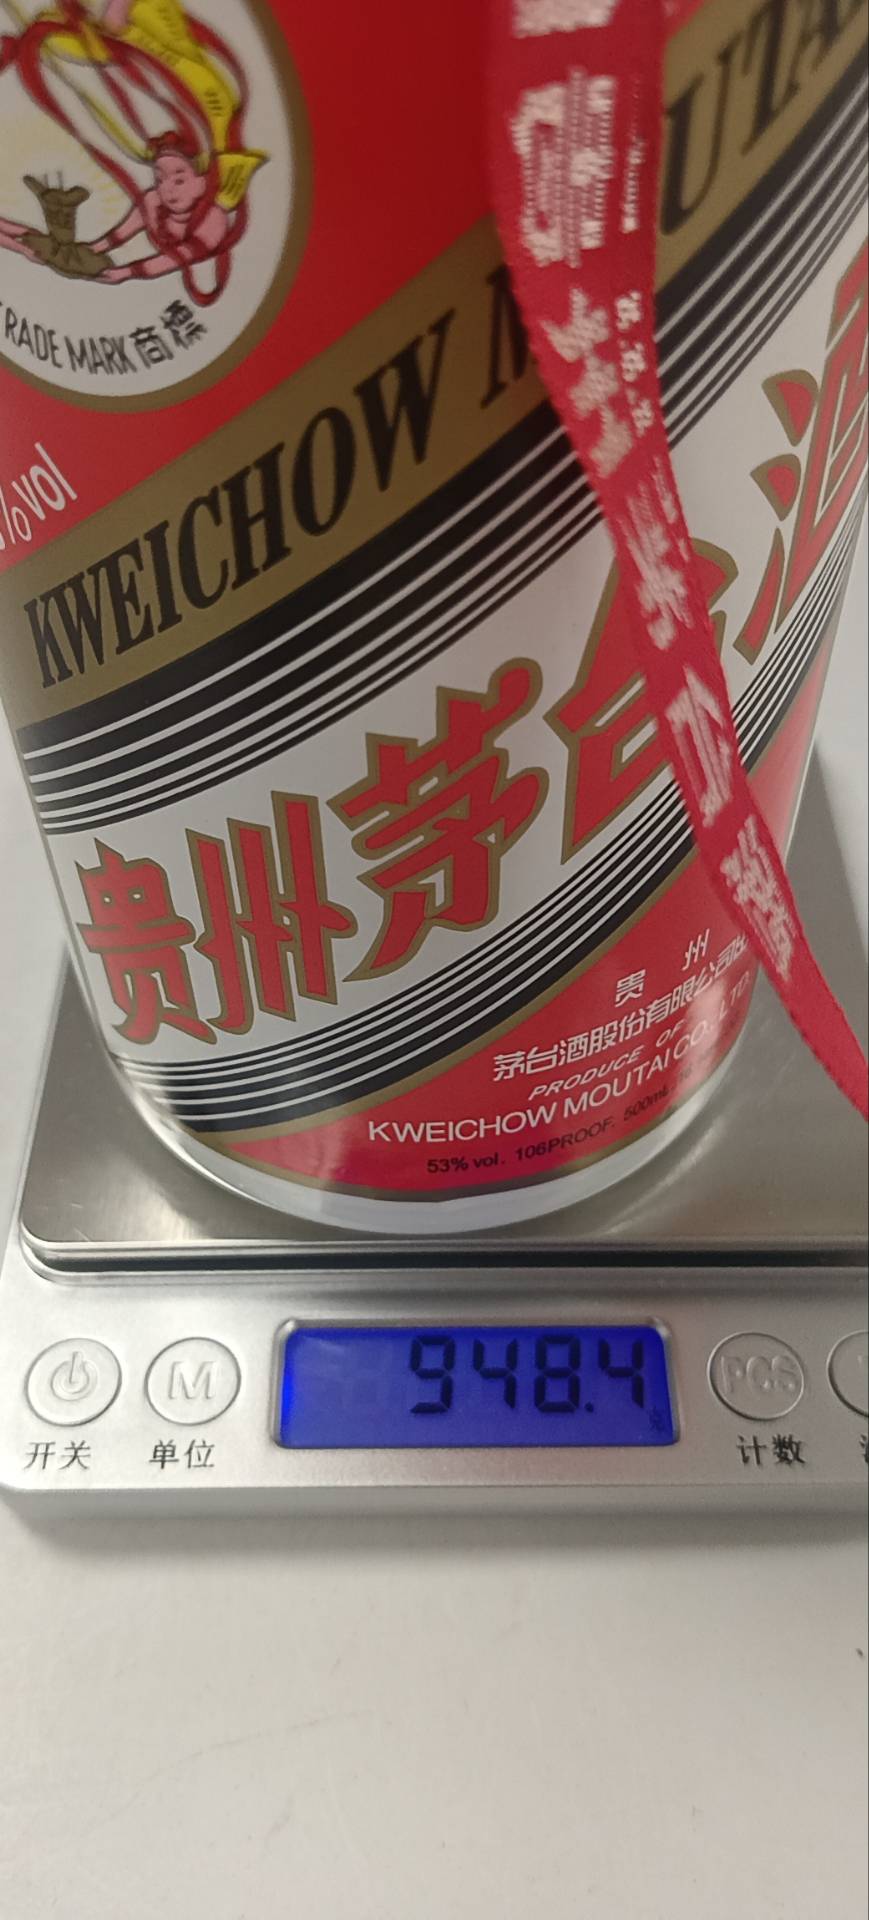 TRADE MARK 商標
%vol
KWEICHOW MOUTAI
贵州茅台酒
贵 州
茅台酒股份有限公司出
PRODUCE OF
KWEICHOW MOUTAI CO., LTD.
53% vol. 106PROOF. 500mL
948.4
M
PCS
开关
单位
计数